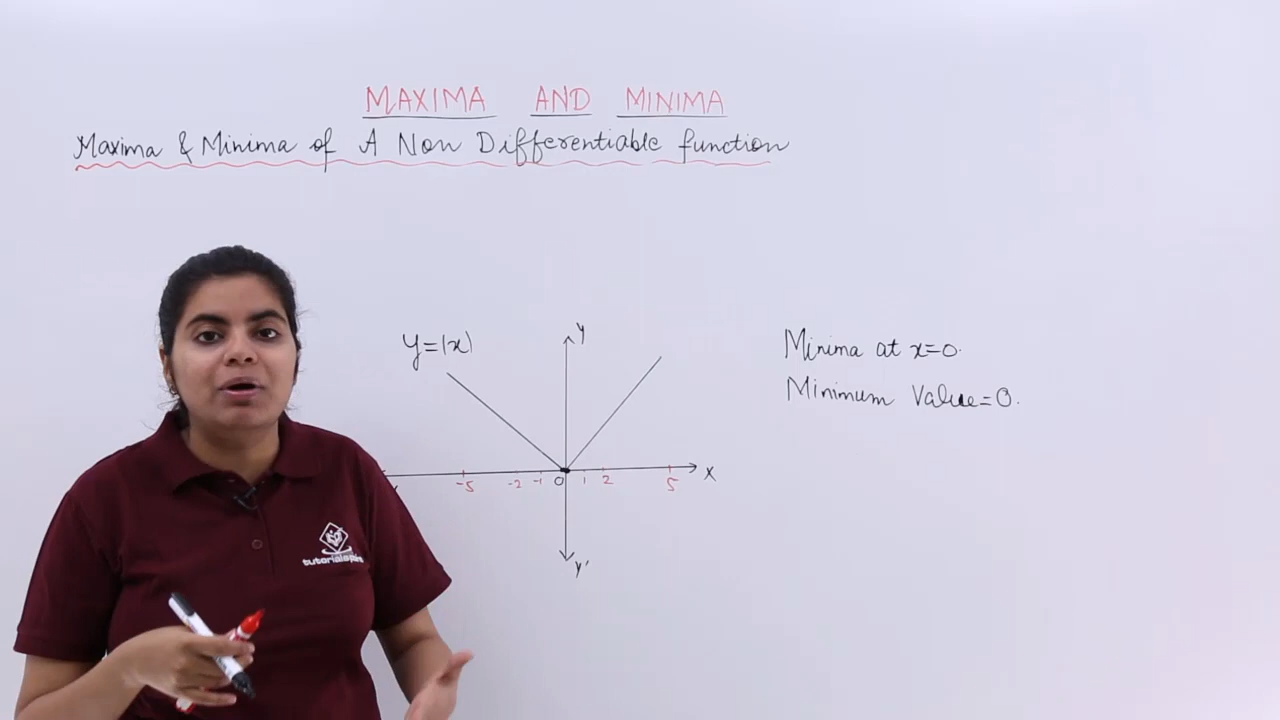 MAXIMA AND MINIMA
Maxima & Minima of A Non Differentiable function
y=|x|
y
Minima at x=0.
Minimum Value=0.
-5 -2 -1 0 1 2 5 X
y'
tutorialspoint